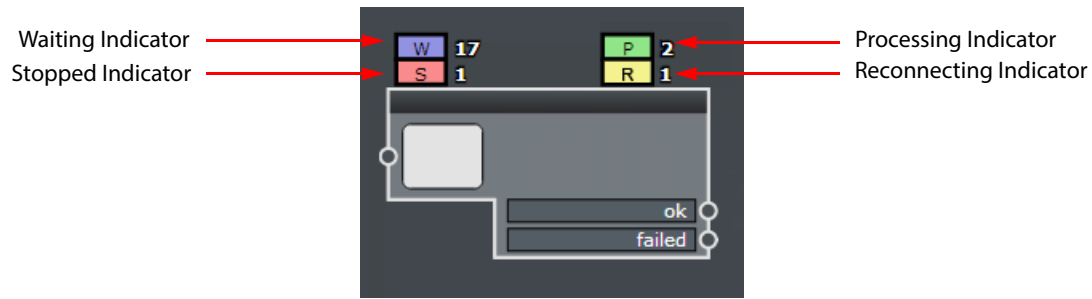 Waiting Indicator W 17 P 2 Processing Indicator
Stopped Indicator S 1 R 1 Reconnecting Indicator
ok
failed